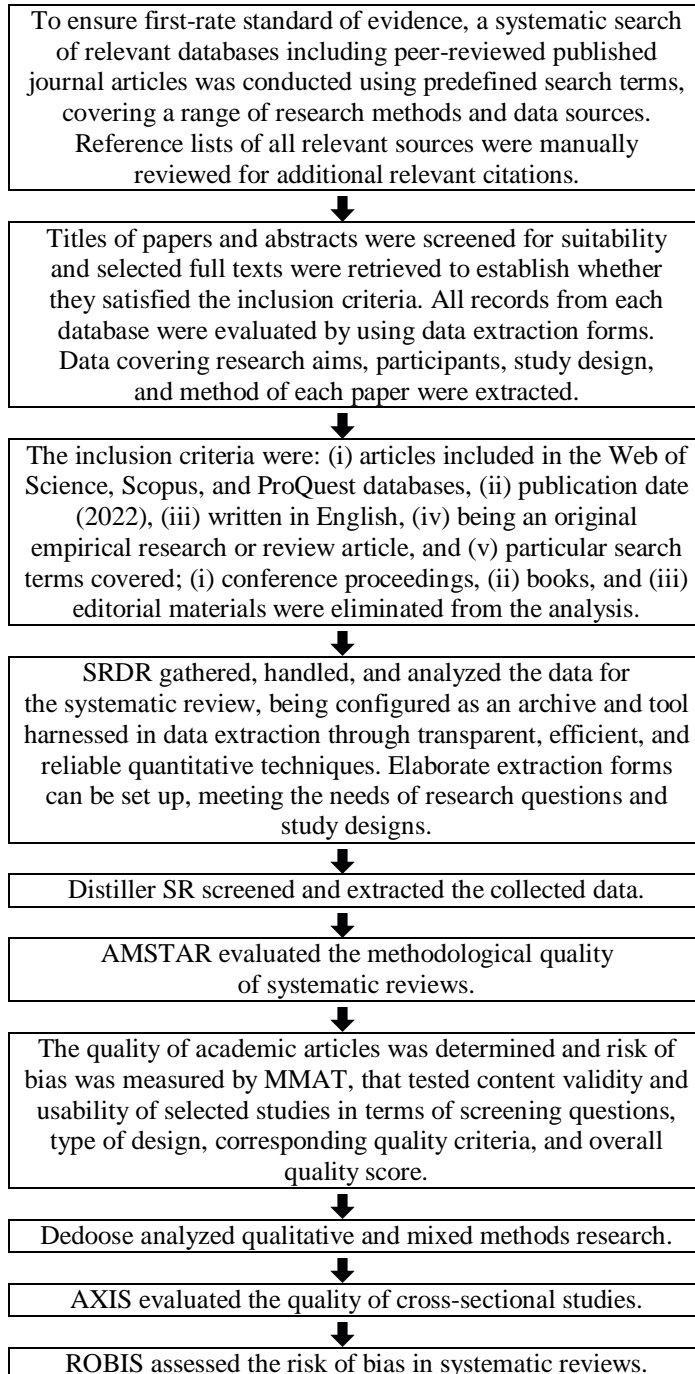 To ensure first-rate standard of evidence, a systematic search
of relevant databases including peer-reviewed published
journal articles was conducted using predefined search terms,
covering a range of research methods and data sources.
Reference lists of all relevant sources were manually
reviewed for additional relevant citations.
Titles of papers and abstracts were screened for suitability
and selected full texts were retrieved to establish whether
they satisfied the inclusion criteria. All records from each
database were evaluated by using data extraction forms.
Data covering research aims, participants, study design,
and method of each paper were extracted.
The inclusion criteria were: (i) articles included in the Web of
Science, Scopus, and ProQuest databases, (ii) publication date
(2022), (iii) written in English, (iv) being an original
empirical research or review article, and (v) particular search
terms covered; (i) conference proceedings, (ii) books, and (iii)
editorial materials were eliminated from the analysis.
SRDR gathered, handled, and analyzed the data for
the systematic review, being configured as an archive and tool
harnessed in data extraction through transparent, efficient, and
reliable quantitative techniques. Elaborate extraction forms
can be set up, meeting the needs of research questions and
study designs.
Distiller SR screened and extracted the collected data.
AMSTAR evaluated the methodological quality
of systematic reviews.
The quality of academic articles was determined and risk of
bias was measured by MMAT, that tested content validity and
usability of selected studies in terms of screening questions,
type of design, corresponding quality criteria, and overall
quality score.
Dedoose analyzed qualitative and mixed methods research.
AXIS evaluated the quality of cross-sectional studies.
ROBIS assessed the risk of bias in systematic reviews.